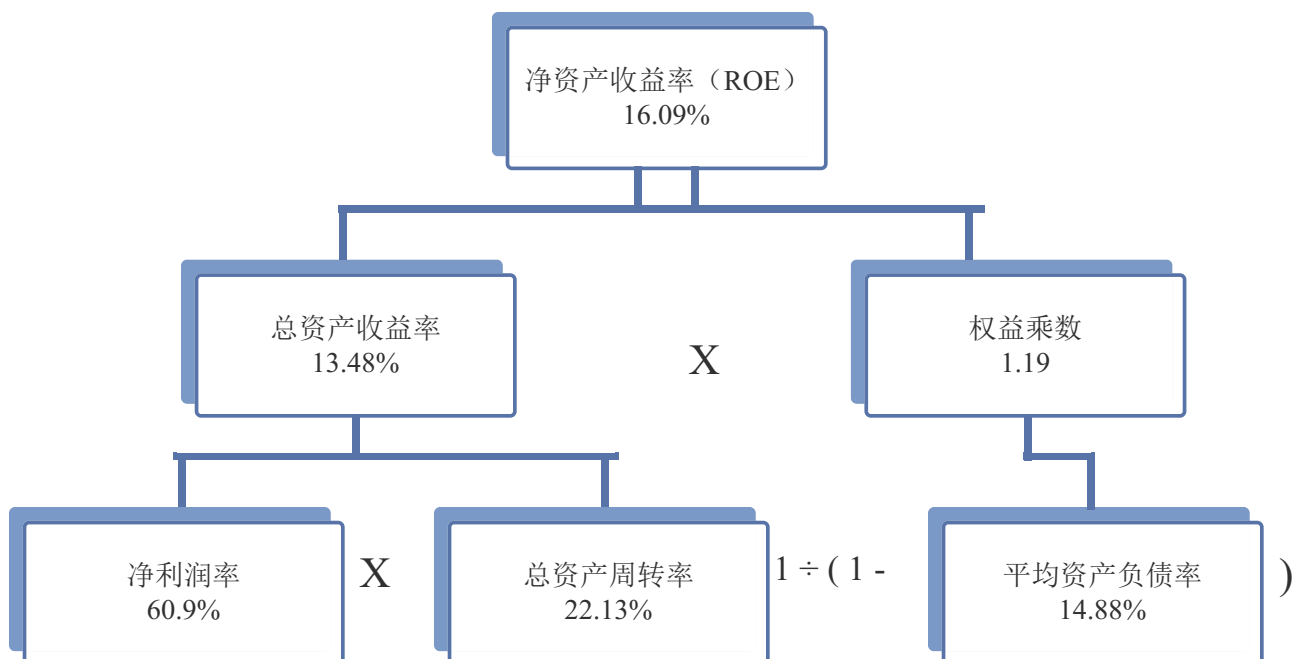 净资产收益率（ROE）
16.09%
总资产收益率
13.48%
X
权益乘数
1.19
净利润率
60.9%
X
总资产周转率
22.13%
1 ÷ ( 1 -
平均资产负债率
14.88%
)